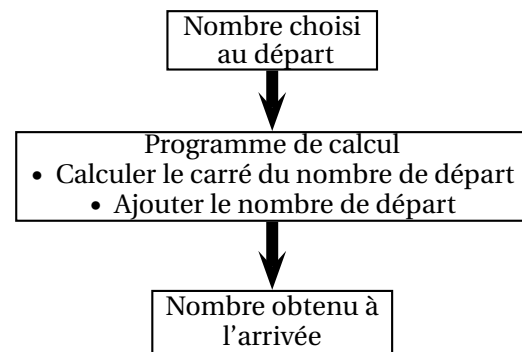 Nombre choisi
au départ
Programme de calcul
• Calculer le carré du nombre de départ
• Ajouter le nombre de départ
Nombre obtenu à
l'arrivée